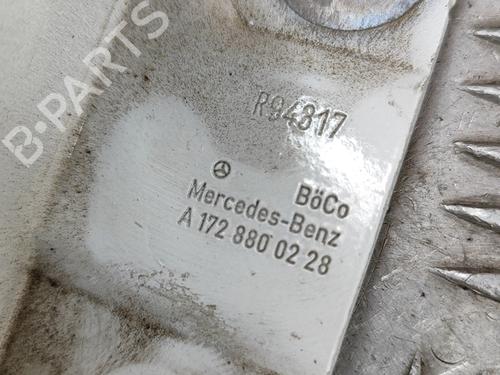 B-PARTS
R94817
BöCo
Mercedes-Benz
A 172 880 02 28